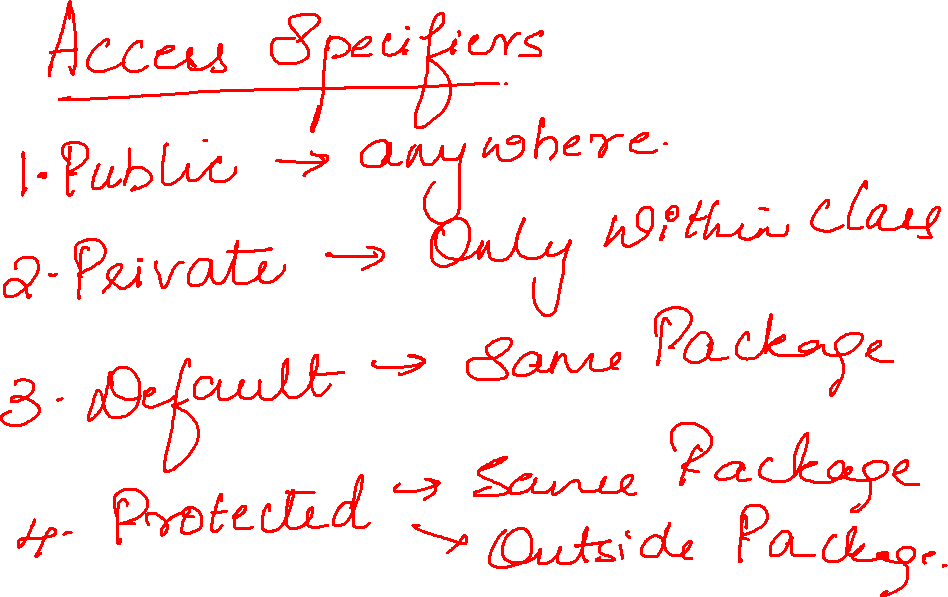 Access Specifiers
1. Public → anywhere.
2. Private → Only within class
3. Default → Same Package
4. Protected → Same Package
→ Outside Package.